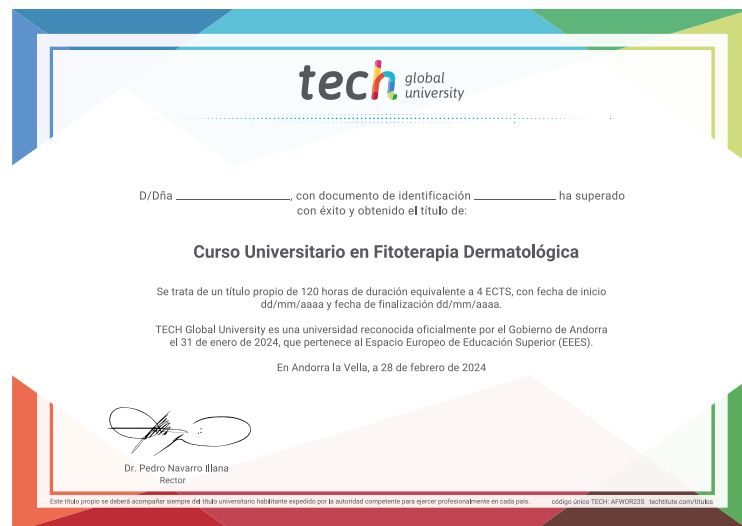 tech global university
D/Dña ____________, con documento de identificación ____________ ha superado
con éxito y obtenido el título de:
Curso Universitario en Fitoterapia Dermatológica
Se trata de un título propio de 120 horas de duración equivalente a 4 ECTS, con fecha de inicio
dd/mm/aaaa y fecha de finalización dd/mm/aaaa.
TECH Global University es una universidad reconocida oficialmente por el Gobierno de Andorra
el 31 de enero de 2024, que pertenece al Espacio Europeo de Educación Superior (EEES).
En Andorra la Vella, a 28 de febrero de 2024
Dr. Pedro Navarro Illana
Rector
Este título propio se deberá acompañar siempre del título universitario habilitante expedido por la autoridad competente para ejercer profesionalmente en cada país. código único TECH: AFWOR23S techtitute.com/titulos